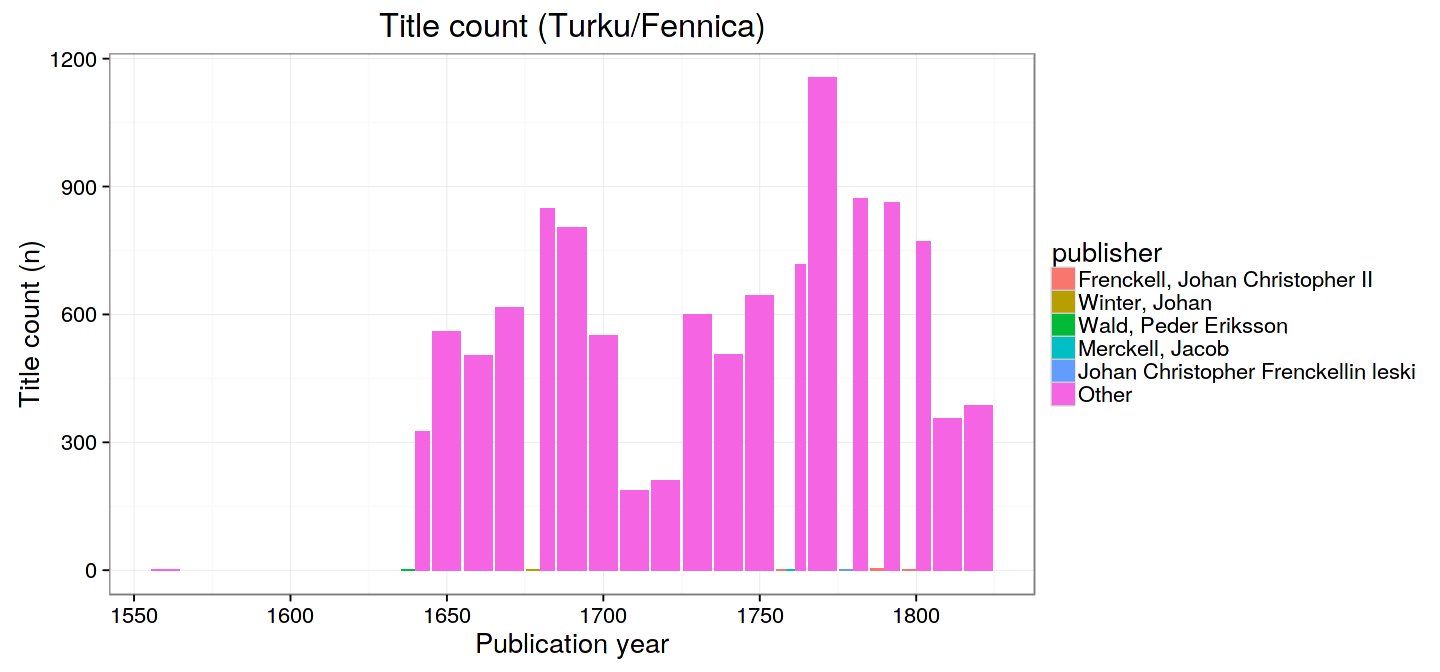 Title count (Turku/Fennica)
Title count (n)
1200
900
600
300
0
1550 1600 1650 1700 1750 1800
Publication year
publisher
Frenckell, Johan Christopher II
Winter, Johan
Wald, Peder Eriksson
Merckell, Jacob
Johan Christopher Frenckellin leski
Other